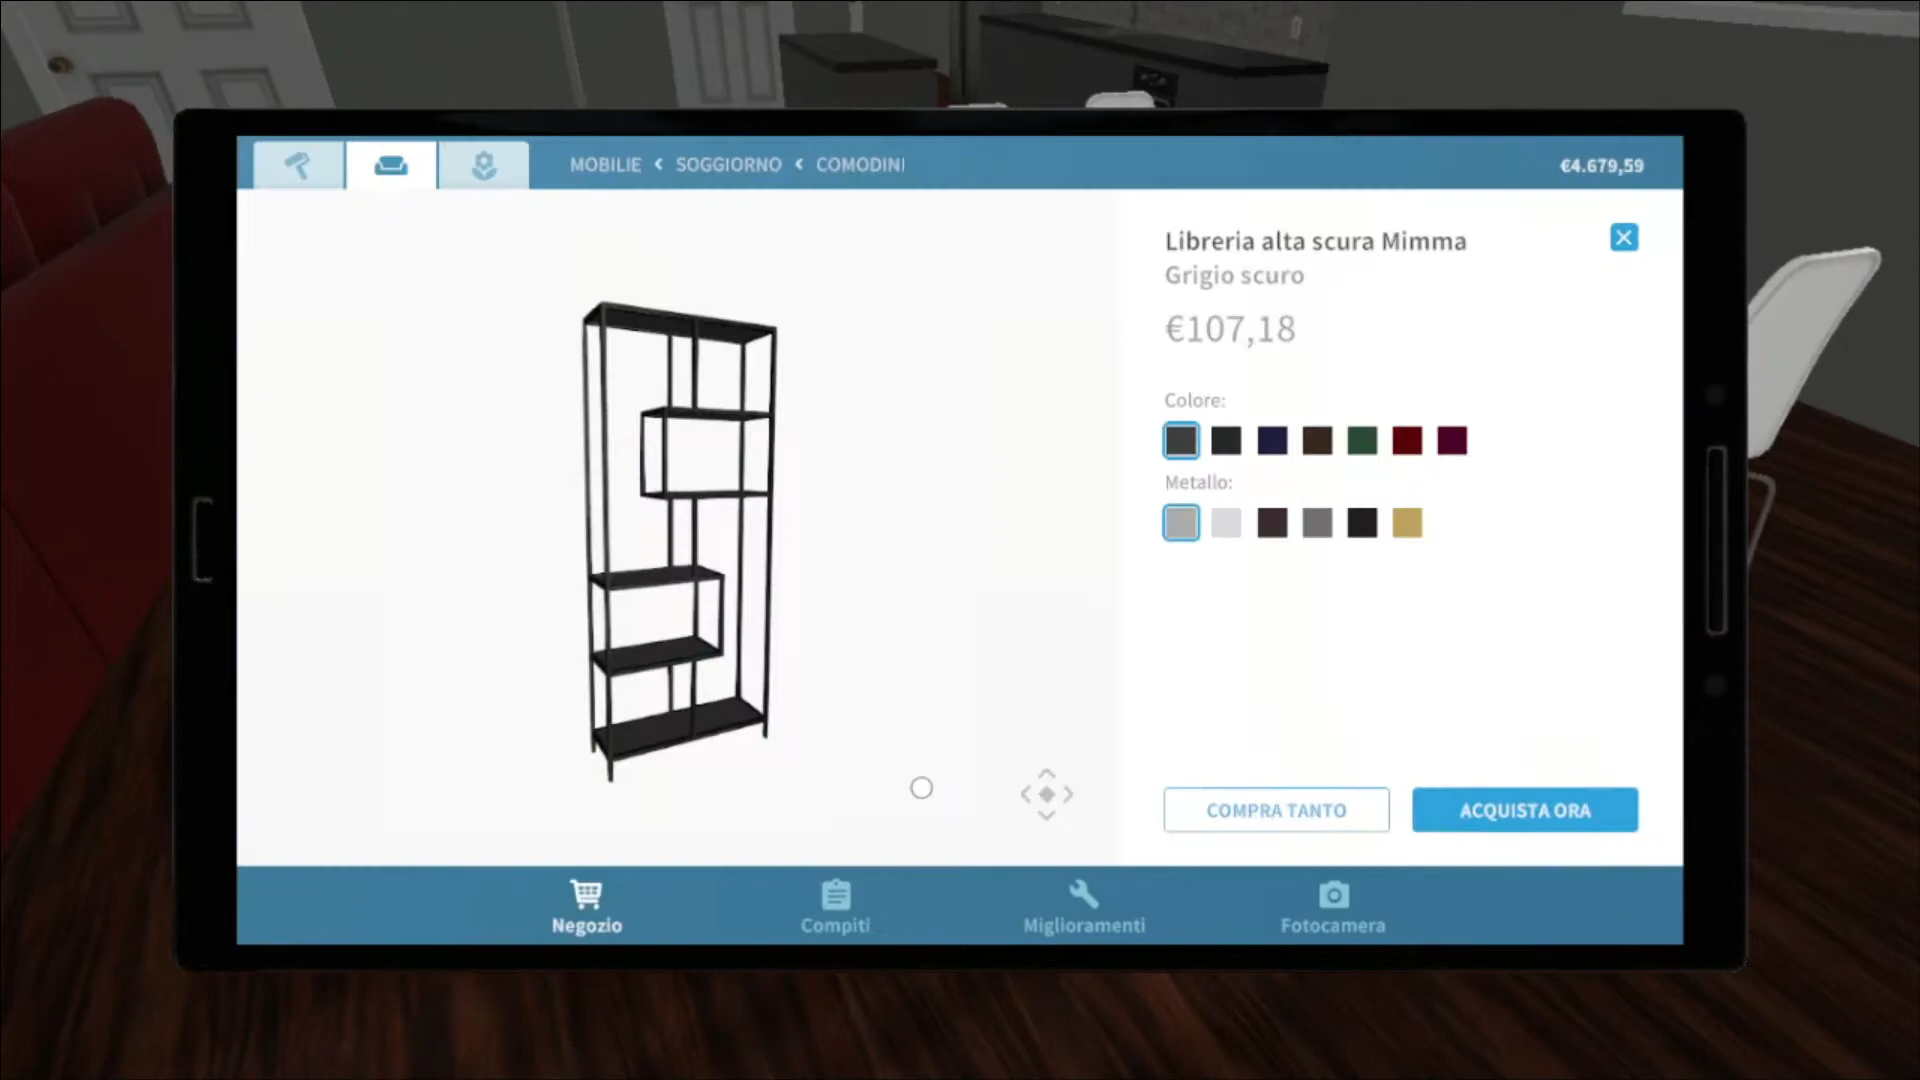 MOBILIE < SOGGIORNO < COMODINI
€4.679,59
Libreria alta scura Mimma
Grigio scuro
€107,18
Colore:
Metallo:
COMPRA TANTO
ACQUISTA ORA
Negozio
Compiti
Miglioramenti
Fotocamera